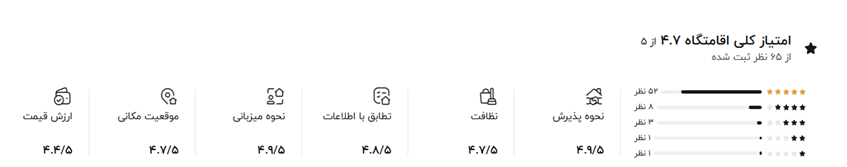 امتیاز کلی اقامتگاه ۴.۷ از ۵
از ۶۵ نظر ثبت شده
۵۲ نظر
۸ نظر
۳ نظر
۱ نظر
۱ نظر
نحوه پذیرش
۴.۹/۵
نظافت
۴.۷/۵
تطابق با اطلاعات
۴.۸/۵
نحوه میزبانی
۴.۹/۵
موقعیت مکانی
۴.۷/۵
ارزش قیمت
۴.۴/۵